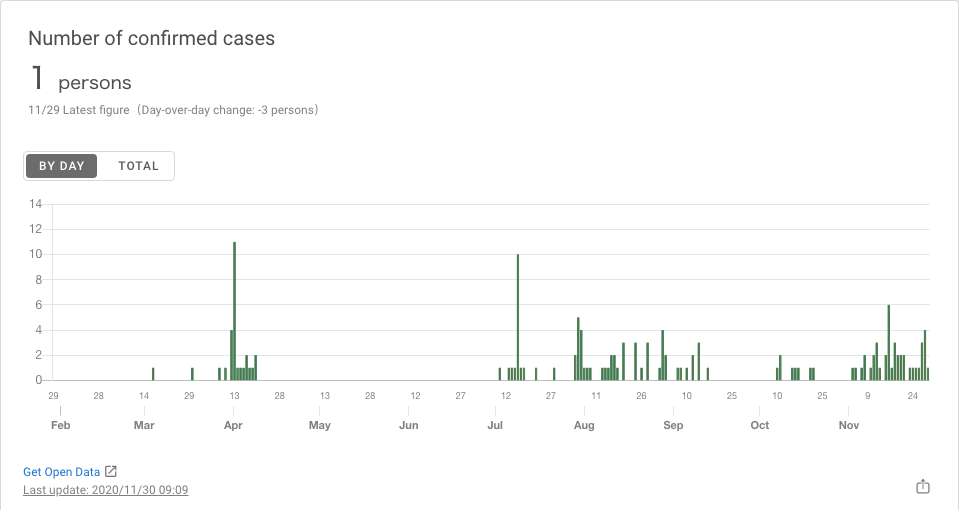 Number of confirmed cases
1 persons
11/29 Latest figure (Day-over-day change: -3 persons)
BY DAY TOTAL
14
12
10
8
6
4
2
0
29 28 14 29 13 28 13 28 12 27 12 27 11 26 10 25 10 25 9 24
Feb Mar Apr May Jun Jul Aug Sep Oct Nov
Get Open Data
Last update: 2020/11/30 09:09